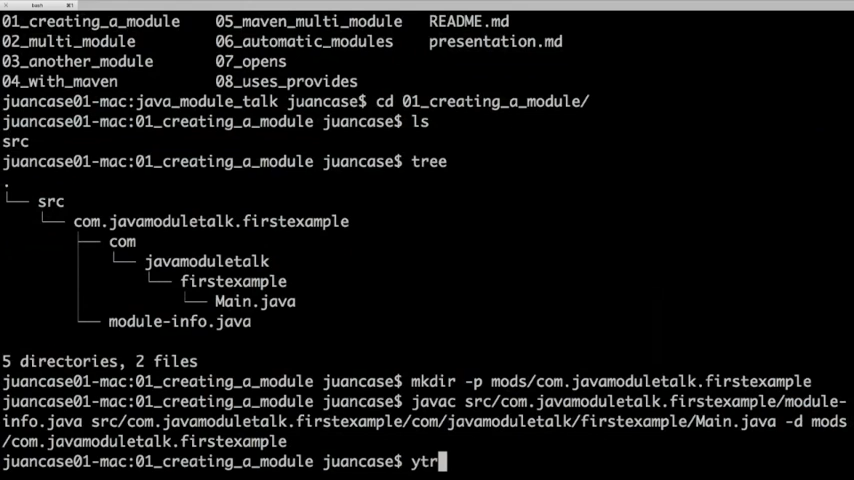 bash
⌘1
01_creating_a_module 05_maven_multi_module README.md
02_multi_module 06_automatic_modules presentation.md
03_another_module 07_opens
04_with_maven 08_uses_provides
juancase01-mac:java_module_talk juancase$ cd 01_creating_a_module/
juancase01-mac:01_creating_a_module juancase$ ls
src
juancase01-mac:01_creating_a_module juancase$ tree
.
└── src
└── com.javamoduletalk.firstexample
├── com
└── javamoduletalk
└── firstexample
└── Main.java
└── module-info.java
5 directories, 2 files
juancase01-mac:01_creating_a_module juancase$ mkdir -p mods/com.javamoduletalk.firstexample
juancase01-mac:01_creating_a_module juancase$ javac src/com.javamoduletalk.firstexample/module-
info.java src/com.javamoduletalk.firstexample/com/javamoduletalk/firstexample/Main.java -d mods
/com.javamoduletalk.firstexample
juancase01-mac:01_creating_a_module juancase$ ytr